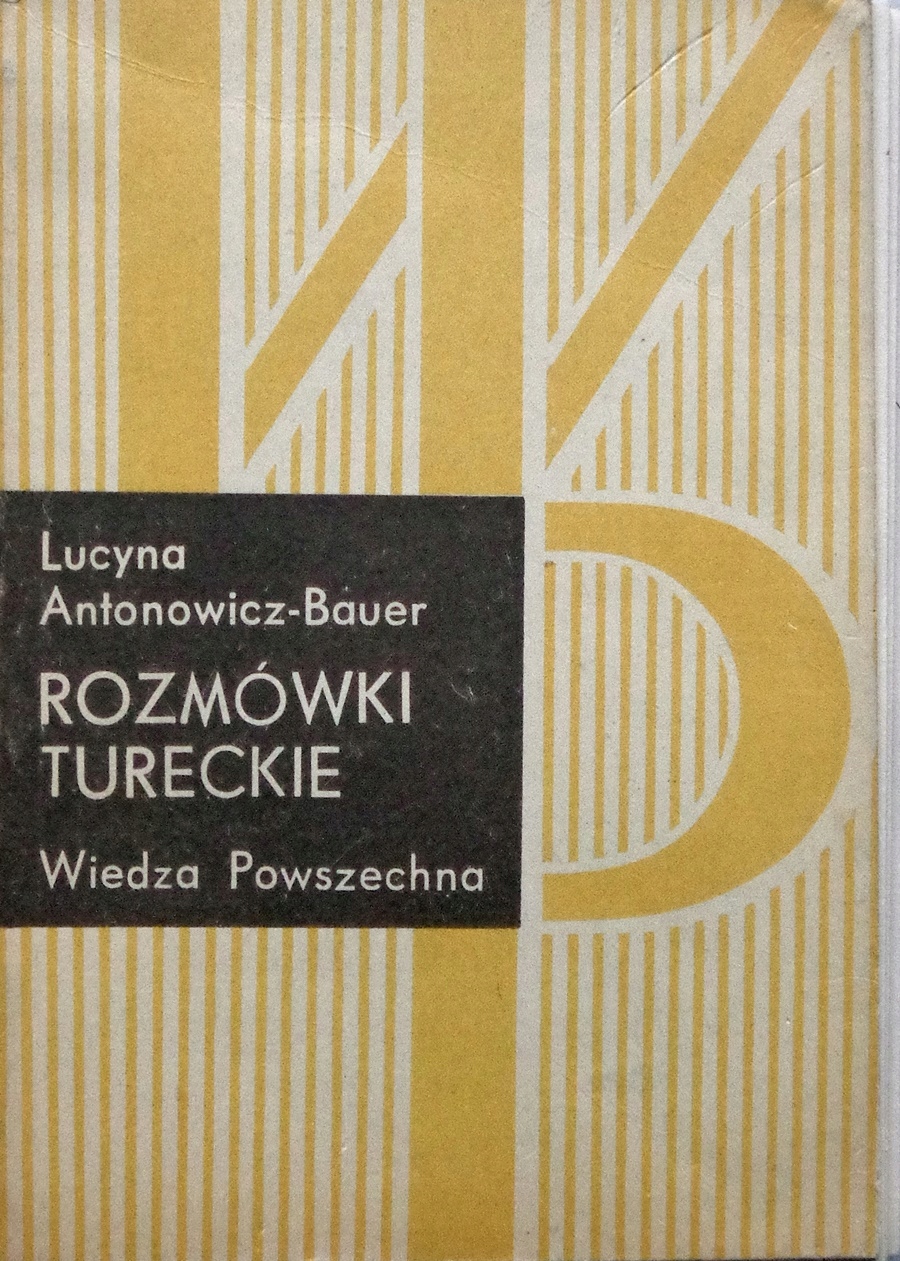 Lucyna
Antonowicz-Bauer
ROZMÓWKI
TURECKIE
Wiedza Powszechna